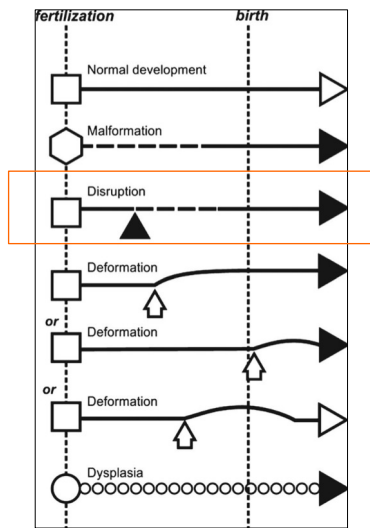 fertilization birth
Normal development
Malformation
Disruption
Deformation
or
Deformation
or
Deformation
Dysplasia